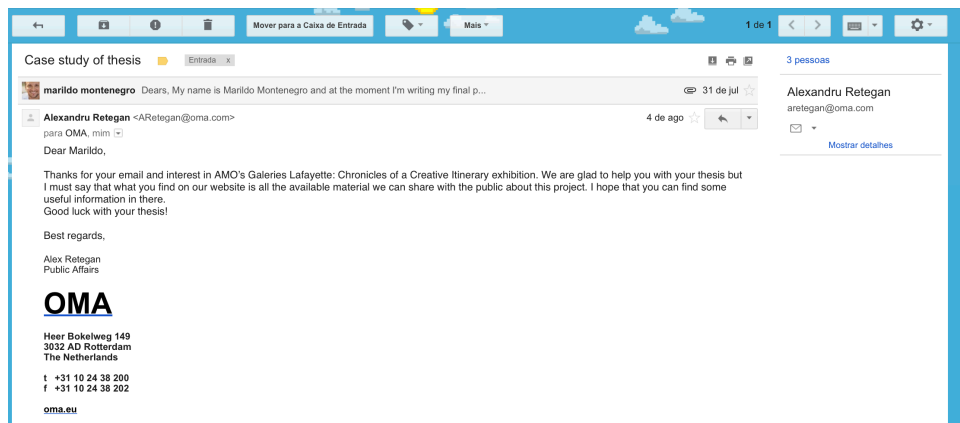 Mover para a Caixa de Entrada
Mais
1 de 1
Case study of thesis
Entrada x
3 pessoas
marildo montenegro Dears, My name is Marildo Montenegro and at the moment I'm writing my final p...
31 de jul
Alexandru Retegan
aretegan@oma.com
Mostrar detalhes
Alexandru Retegan <ARetegan@oma.com>
4 de ago
para OMA, mim
Dear Marildo,
Thanks for your email and interest in AMO's Galeries Lafayette: Chronicles of a Creative Itinerary exhibition. We are glad to help you with your thesis but
I must say that what you find on our website is all the available material we can share with the public about this project. I hope that you can find some
useful information in there.
Good luck with your thesis!
Best regards,
Alex Retegan
Public Affairs
OMA
Heer Bokelweg 149
3032 AD Rotterdam
The Netherlands
t +31 10 24 38 200
f +31 10 24 38 202
oma.eu